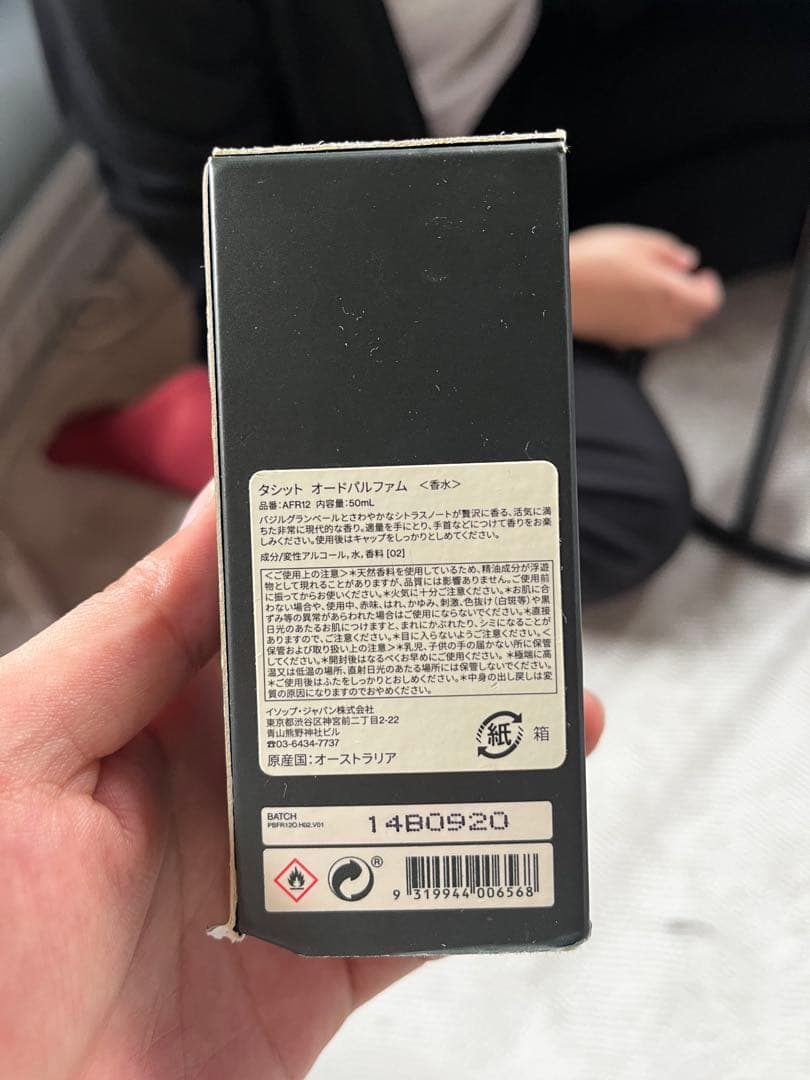 タシット オードパルファム ＜香水＞
品番:AFR12 内容量:50mL
バジルグランベールとさわやかなシトラスノートが贅沢に香る、活気に満
ちた非常に現代的な香り。適量を手にとり、手首などにつけて香りをお楽
しみください。使用後はキャップをしっかりとしめてください。
成分/変性アルコール,水,香料 [02]
＜ご使用上の注意＞＊天然香料を使用しているため、精油成分が浮遊
物として現れることがありますが、品質には影響ありません。ご使用前
に振ってからお使いください。＊火気に十分ご注意ください。＊お肌に合
わない場合や、使用中、赤味、はれ、かゆみ、刺激、色抜け(白斑等)や黒
ずみ等の異常があらわれた場合はご使用にならないでください。＊直接
日光のあたるお肌につけますと、まれにかぶれたり、シミになることが
ありますので、ご注意ください。＊目に入らないようご注意ください。＜
保管および取り扱い上の注意＞＊乳児、子供の手の届かない所に保管
してください。＊開封後はなるべくお早めにご使用ください。＊極端に高
温又は低温の場所、直射日光のあたる場所には保管しないでください。
＊ご使用後はふたをしっかりとおしめください。＊中身の出し戻しは変
質の原因になりますのでおやめください。
イソップ・ジャパン株式会社
東京都渋谷区神宮前二丁目2-22
青山熊野神社ビル
☎03-6434-7737
原産国:オーストラリア
紙 箱
BATCH
PBFR12O.H02.V01
14B0920
®
9 319944 006568